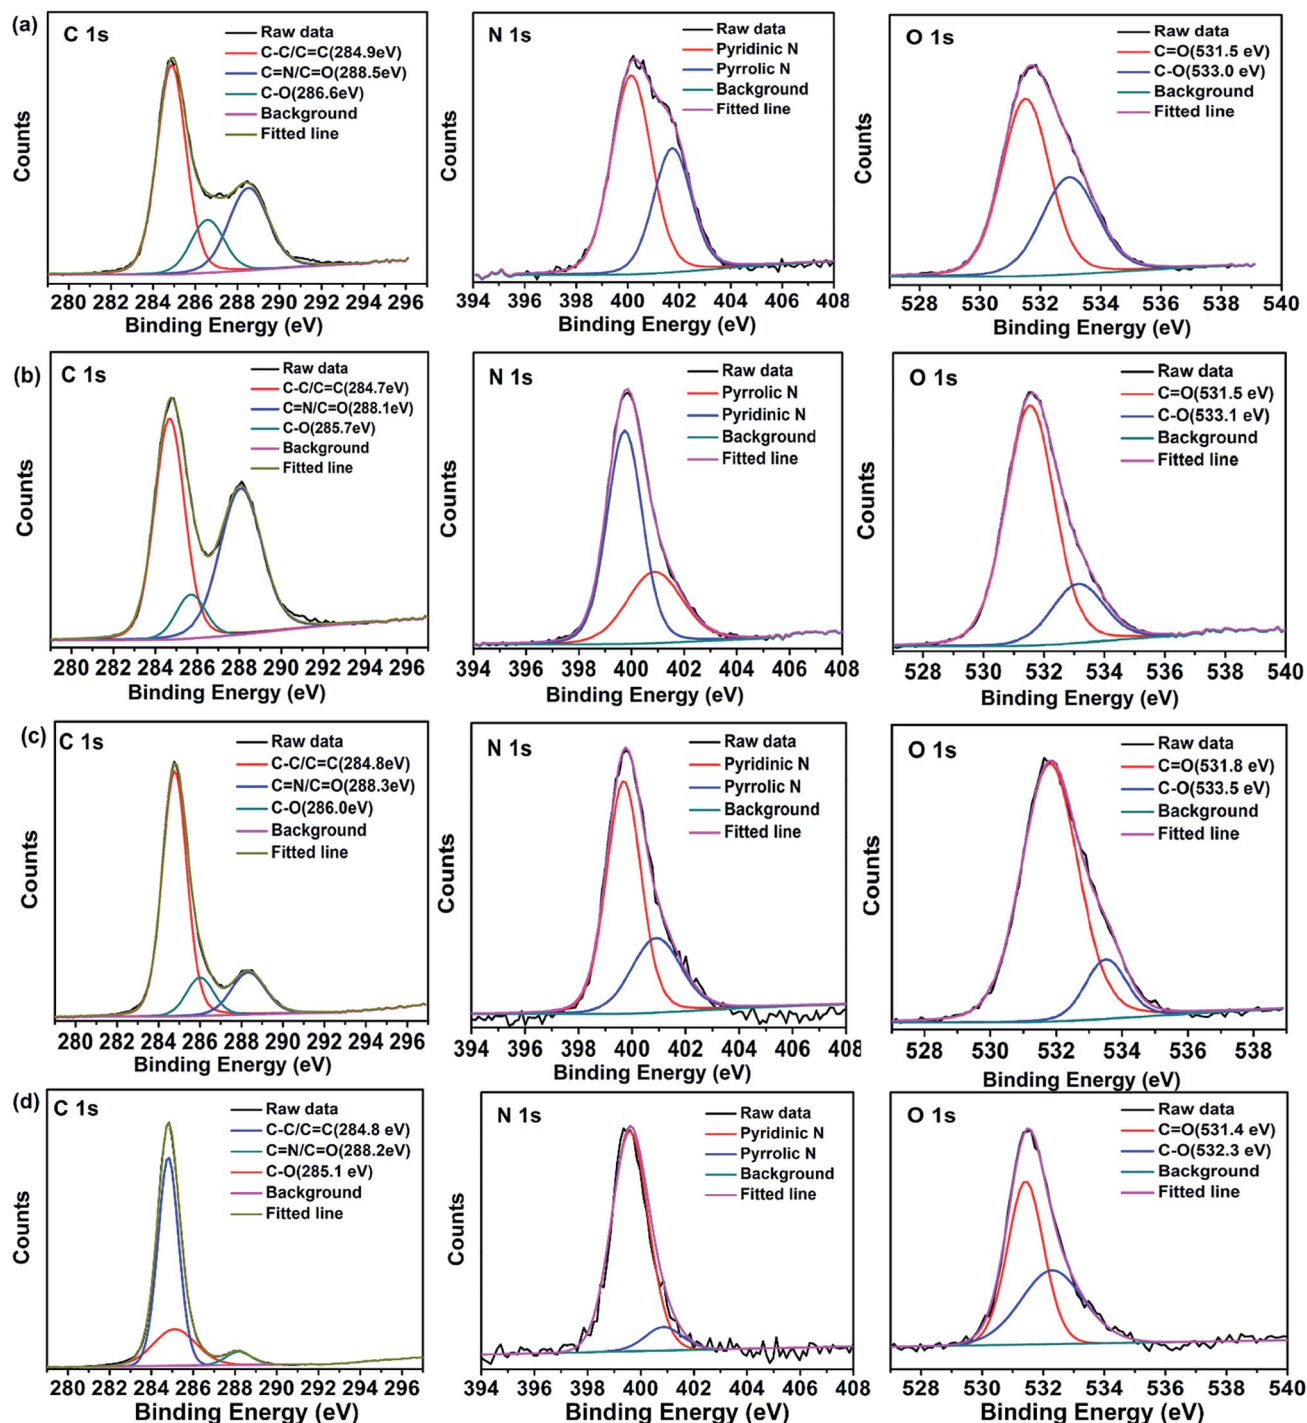 (a)
C 1s
Raw data
C-C/C=C(284.9eV)
C=N/C=O(288.5eV)
C-O(286.6eV)
Background
Fitted line
Counts
280 282 284 286 288 290 292 294 296
Binding Energy (eV)
N 1s
Raw data
Pyridinic N
Pyrrolic N
Background
Fitted line
Counts
394 396 398 400 402 404 406 408
Binding Energy (eV)
O 1s
Raw data
C=O(531.5 eV)
C-O(533.0 eV)
Background
Fitted line
Counts
528 530 532 534 536 538 540
Binding Energy (eV)
(b)
C 1s
Raw data
C-C/C=C(284.7eV)
C=N/C=O(288.1eV)
C-O(285.7eV)
Background
Fitted line
Counts
280 282 284 286 288 290 292 294 296
Binding Energy (eV)
N 1s
Raw data
Pyrrolic N
Pyridinic N
Background
Fitted line
Counts
394 396 398 400 402 404 406 408
Binding Energy (eV)
O 1s
Raw data
C=O(531.5 eV)
C-O(533.1 eV)
Background
Fitted line
Counts
528 530 532 534 536 538 540
Binding Energy (eV)
(c)
C 1s
Raw data
C-C/C=C(284.8eV)
C=N/C=O(288.3eV)
C-O(286.0eV)
Background
Fitted line
Counts
280 282 284 286 288 290 292 294 296
Binding Energy (eV)
N 1s
Raw data
Pyridinic N
Pyrrolic N
Background
Fitted line
Counts
394 396 398 400 402 404 406 408
Binding Energy (eV)
O 1s
Raw data
C=O(531.8 eV)
C-O(533.5 eV)
Background
Fitted line
Counts
528 530 532 534 536 538
Binding Energy (eV)
(d)
C 1s
Raw data
C-C/C=C(284.8 eV)
C=N/C=O(288.2eV)
C-O(285.1 eV)
Background
Fitted line
Counts
280 282 284 286 288 290 292 294 296
Binding Energy (eV)
N 1s
Raw data
Pyridinic N
Pyrrolic N
Background
Fitted line
Counts
394 396 398 400 402 404 406 408
Binding Energy (eV)
O 1s
Raw data
C=O(531.4 eV)
C-O(532.3 eV)
Background
Fitted line
Counts
528 530 532 534 536 538 540
Binding Energy (eV)